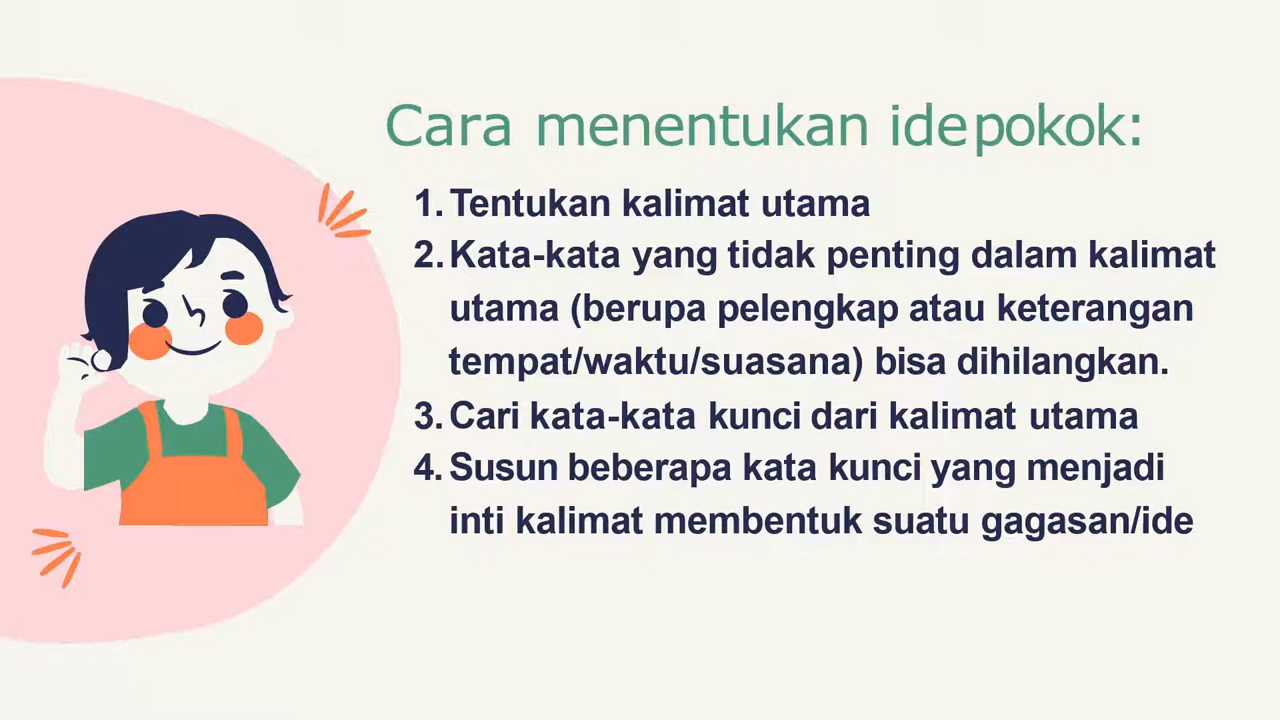 Cara menentukan ide pokok:
1. Tentukan kalimat utama
2. Kata-kata yang tidak penting dalam kalimat
utama (berupa pelengkap atau keterangan
tempat/waktu/suasana) bisa dihilangkan.
3. Cari kata-kata kunci dari kalimat utama
4. Susun beberapa kata kunci yang menjadi
inti kalimat membentuk suatu gagasan/ide